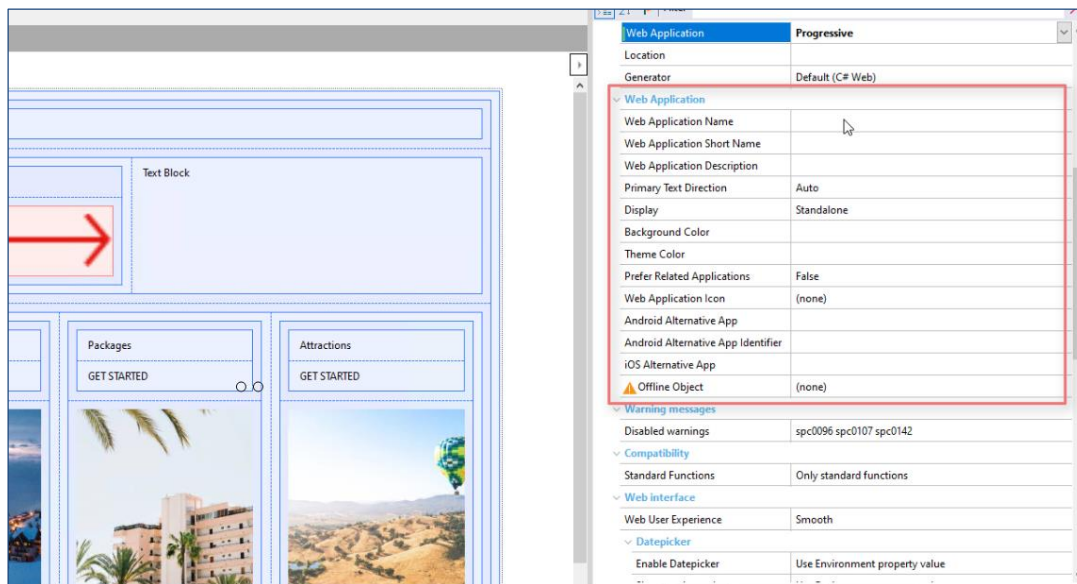 Text Block
Packages
GET STARTED
Attractions
GET STARTED
Web Application Progressive
Location
Generator Default (C# Web)
Web Application
Web Application Name
Web Application Short Name
Web Application Description
Primary Text Direction Auto
Display Standalone
Background Color
Theme Color
Prefer Related Applications False
Web Application Icon (none)
Android Alternative App
Android Alternative App Identifier
iOS Alternative App
Offline Object (none)
Warning messages
Disabled warnings spc0096 spc0107 spc0142
Compatibility
Standard Functions Only standard functions
Web interface
Web User Experience Smooth
Datepicker
Enable Datepicker Use Environment property value